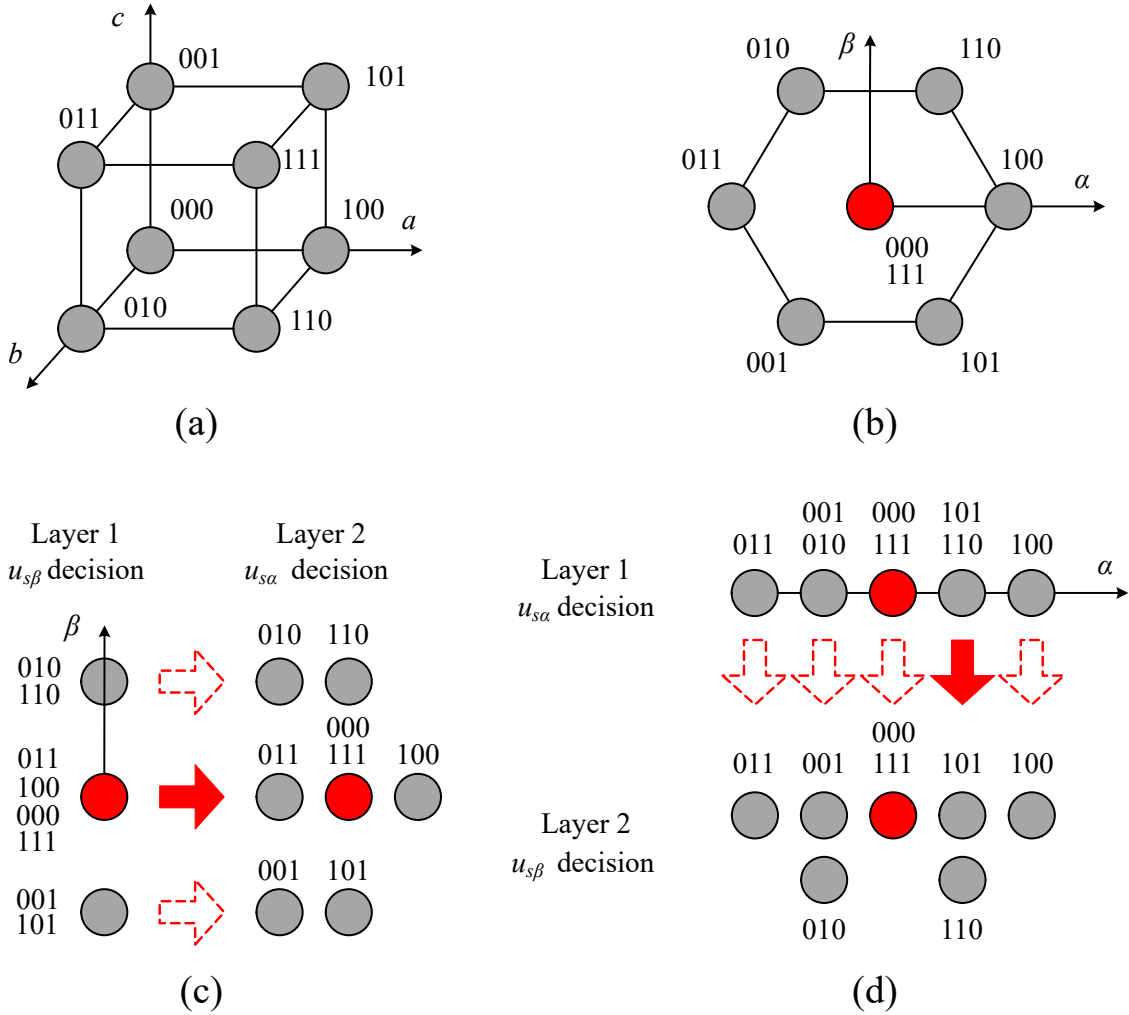 c
001
101
011
111
000
100
a
010
110
b
(a)
010
β
110
011
100
α
000
111
001
101
(b)
Layer 1
usβ decision
Layer 2
usα decision
β
010
110
010 110
011
100
000
111
000
011 111 100
001
101
001 101
(c)
Layer 1
usα decision
001 000 101
011 010 111 110 100
α
Layer 2
usβ decision
000
011 001 111 101 100
010 110
(d)